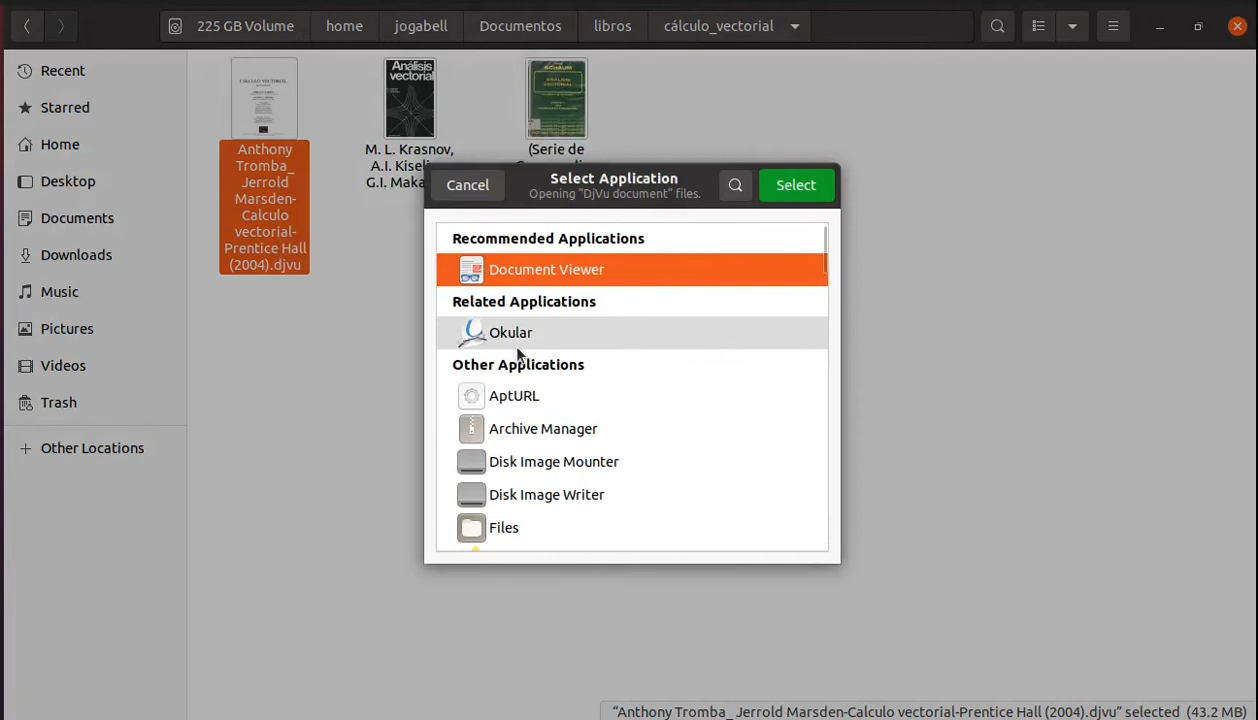 225 GB Volume
home
jogabell
Documentos
libros
cálculo_vectorial
Recent
Starred
Home
Desktop
Documents
Downloads
Music
Pictures
Videos
Trash
Other Locations
Análisis
vectorial
SCHAUM
Anthony
Tromba_
Jerrold
Marsden-
Calculo
vectorial-
Prentice Hall
(2004).djvu
M. L. Krasnov,
A.I.
G.I.
(Serie de
Cancel
Select Application
Opening "DjVu document" files.
Select
Recommended Applications
Document Viewer
Related Applications
Okular
Other Applications
AptURL
Archive Manager
Disk Image Mounter
Disk Image Writer
Files
"Anthony Tromba_ Jerrold Marsden-Calculo vectorial-Prentice Hall (2004).djvu" selected (43.2 MB)